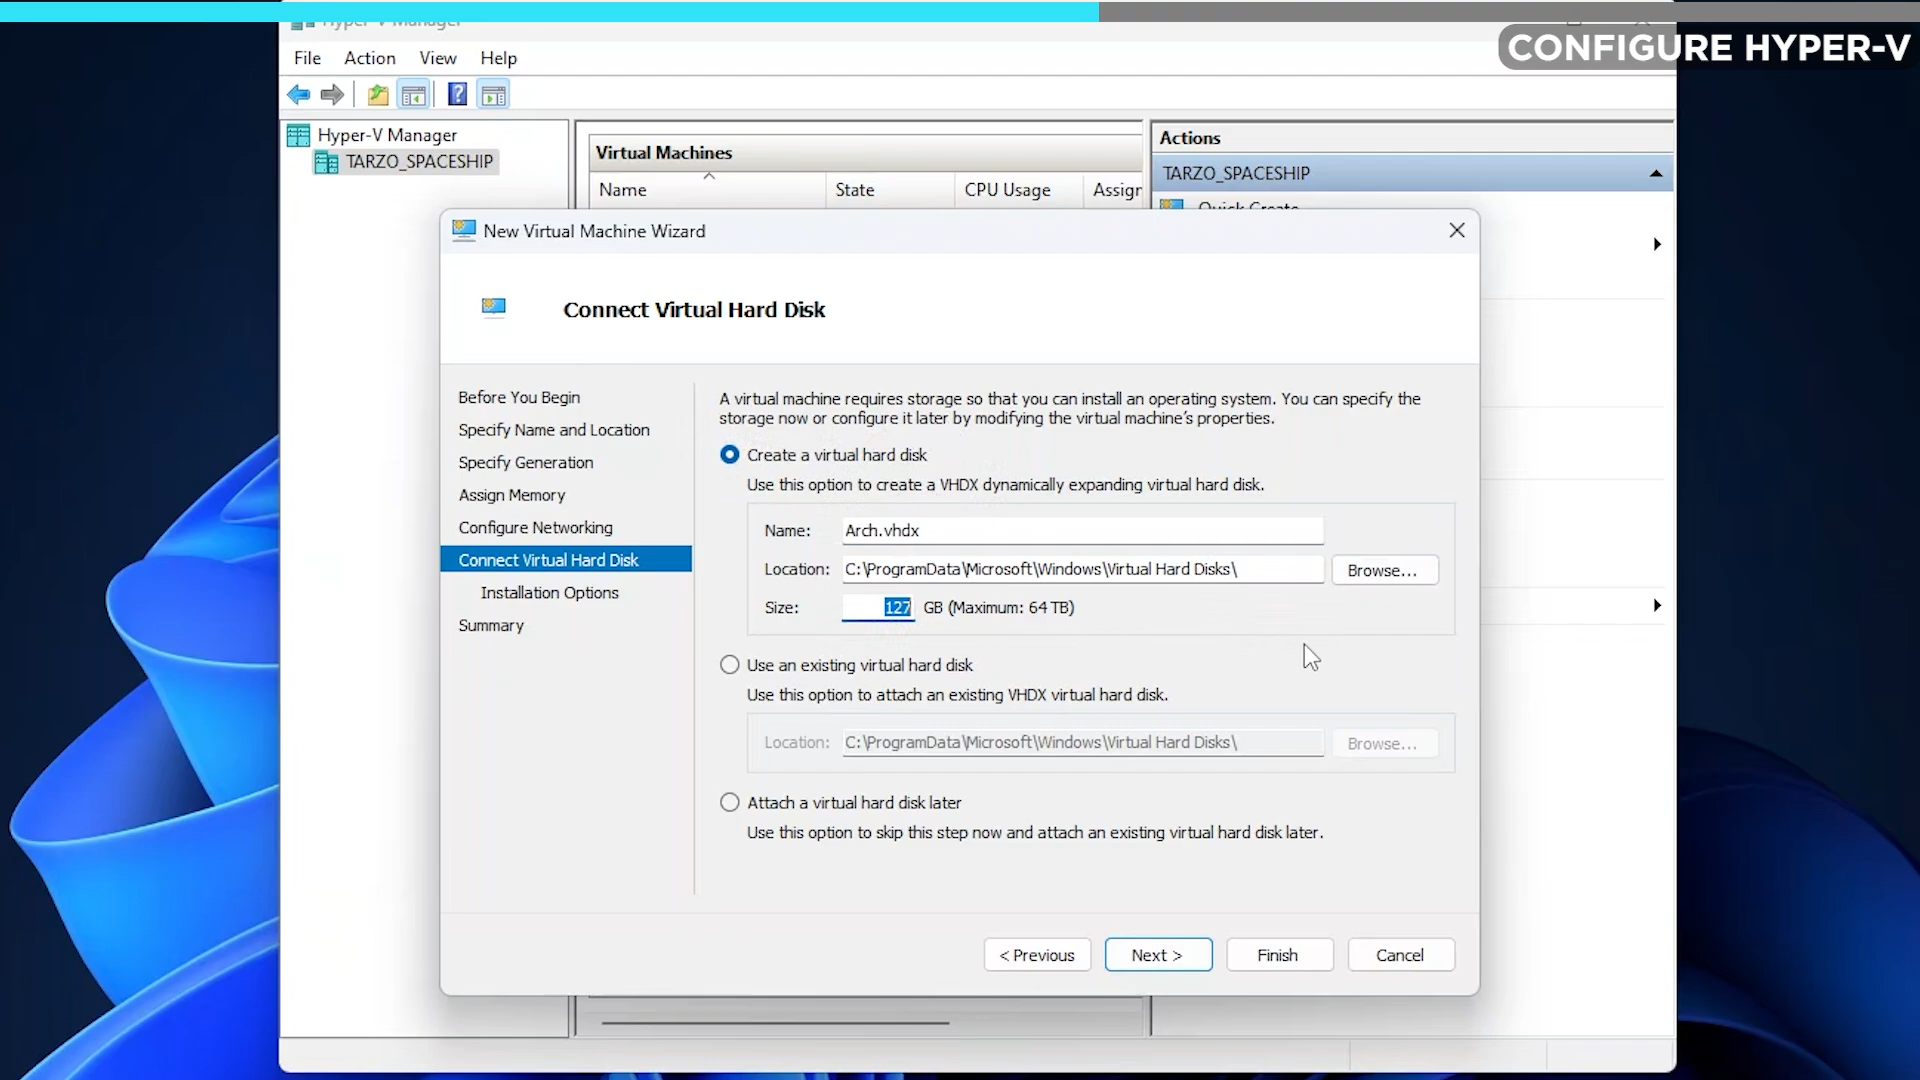 Hyper-V Manager
CONFIGURE HYPER-V
File Action View Help
Hyper-V Manager
TARZO_SPACESHIP
Virtual Machines
Name State CPU Usage Assign
Actions
TARZO_SPACESHIP
Quick Create...
New Virtual Machine Wizard
Connect Virtual Hard Disk
Before You Begin
Specify Name and Location
Specify Generation
Assign Memory
Configure Networking
Connect Virtual Hard Disk
Installation Options
Summary
A virtual machine requires storage so that you can install an operating system. You can specify the
storage now or configure it later by modifying the virtual machine's properties.
Create a virtual hard disk
Use this option to create a VHDX dynamically expanding virtual hard disk.
Name: Arch.vhdx
Location: C:\ProgramData\Microsoft\Windows\Virtual Hard Disks\ Browse...
Size: 127 GB (Maximum: 64 TB)
Use an existing virtual hard disk
Use this option to attach an existing VHDX virtual hard disk.
Location: C:\ProgramData\Microsoft\Windows\Virtual Hard Disks\ Browse...
Attach a virtual hard disk later
Use this option to skip this step now and attach an existing virtual hard disk later.
< Previous Next > Finish Cancel